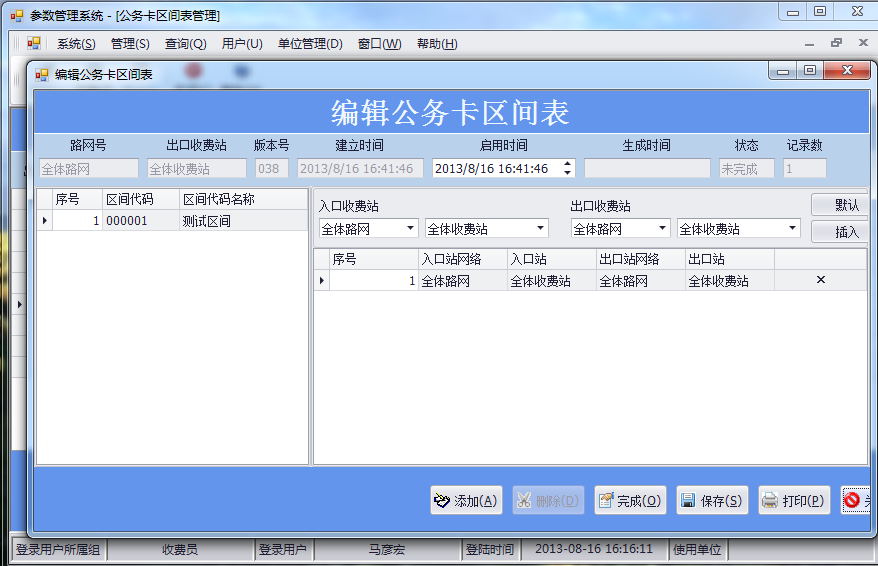 参数管理系统 - [公务卡区间表管理]
系统(S) 管理(S) 查询(Q) 用户(U) 单位管理(D) 窗口(W) 帮助(H)
编辑公务卡区间表
编辑公务卡区间表
路网号 出口收费站 版本号 建立时间 启用时间 生成时间 状态 记录数
全体路网 全体收费站 038 2013/8/16 16:41:46 2013/8/16 16:41:46 未完成 1
序号 区间代码 区间代码名称
1 000001 测试区间
入口收费站 出口收费站 默认
全体路网 全体收费站 全体路网 全体收费站 插入
序号 入口站网络 入口站 出口站网络 出口站
1 全体路网 全体收费站 全体路网 全体收费站 ×
添加(A) 删除(D) 完成(O) 保存(S) 打印(P)
登录用户所属组 收费员 登录用户 马彦宏 登陆时间 2013-08-16 16:16:11 使用单位